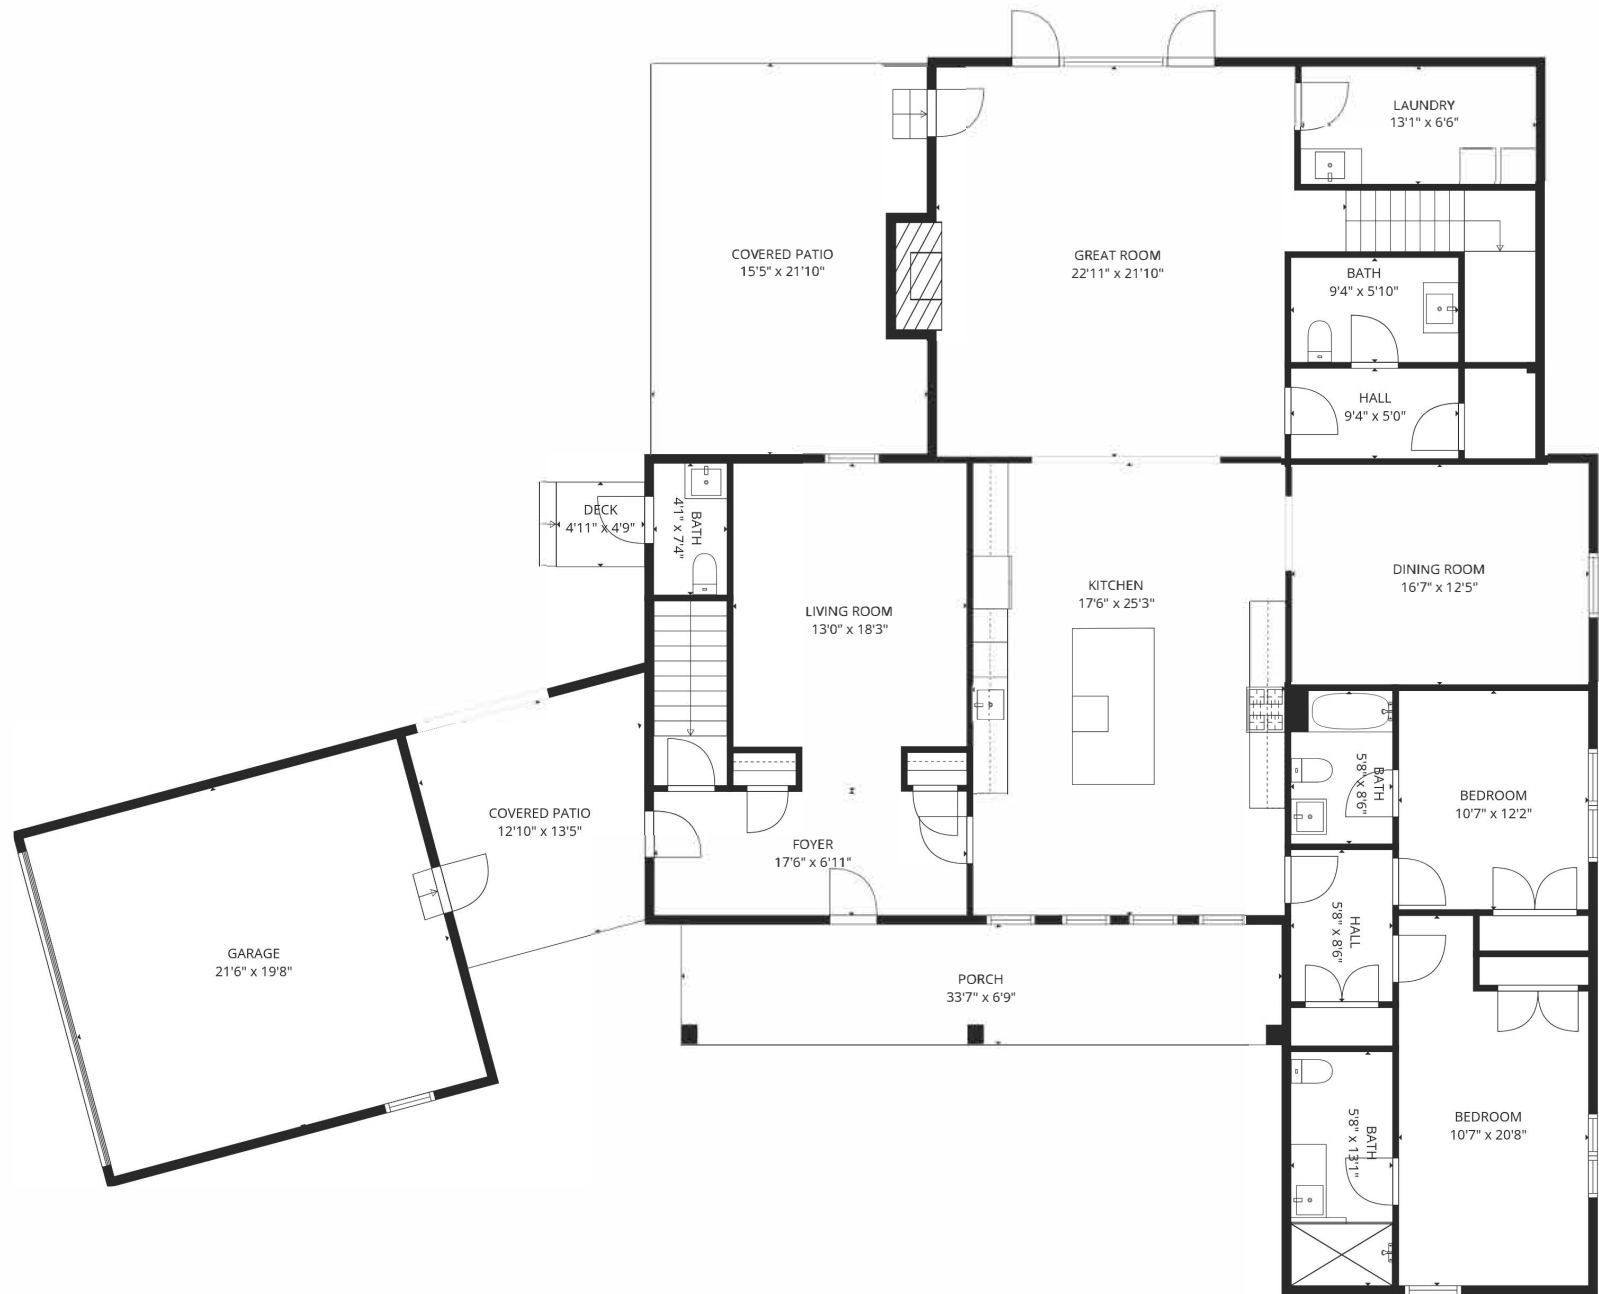 LAUNDRY
13'1" x 6'6"
COVERED PATIO
15'5" x 21'10"
GREAT ROOM
22'11" x 21'10"
BATH
9'4" x 5'10"
HALL
9'4" x 5'0"
DECK
4'11" x 4'9"
BATH
4'1" x 7'4"
LIVING ROOM
13'0" x 18'3"
KITCHEN
17'6" x 25'3"
DINING ROOM
16'7" x 12'5"
COVERED PATIO
12'10" x 13'5"
FOYER
17'6" x 6'11"
BATH
5'8" x 8'6"
BEDROOM
10'7" x 12'2"
HALL
5'8" x 8'6"
GARAGE
21'6" x 19'8"
PORCH
33'7" x 6'9"
BATH
5'8" x 13'1"
BEDROOM
10'7" x 20'8"